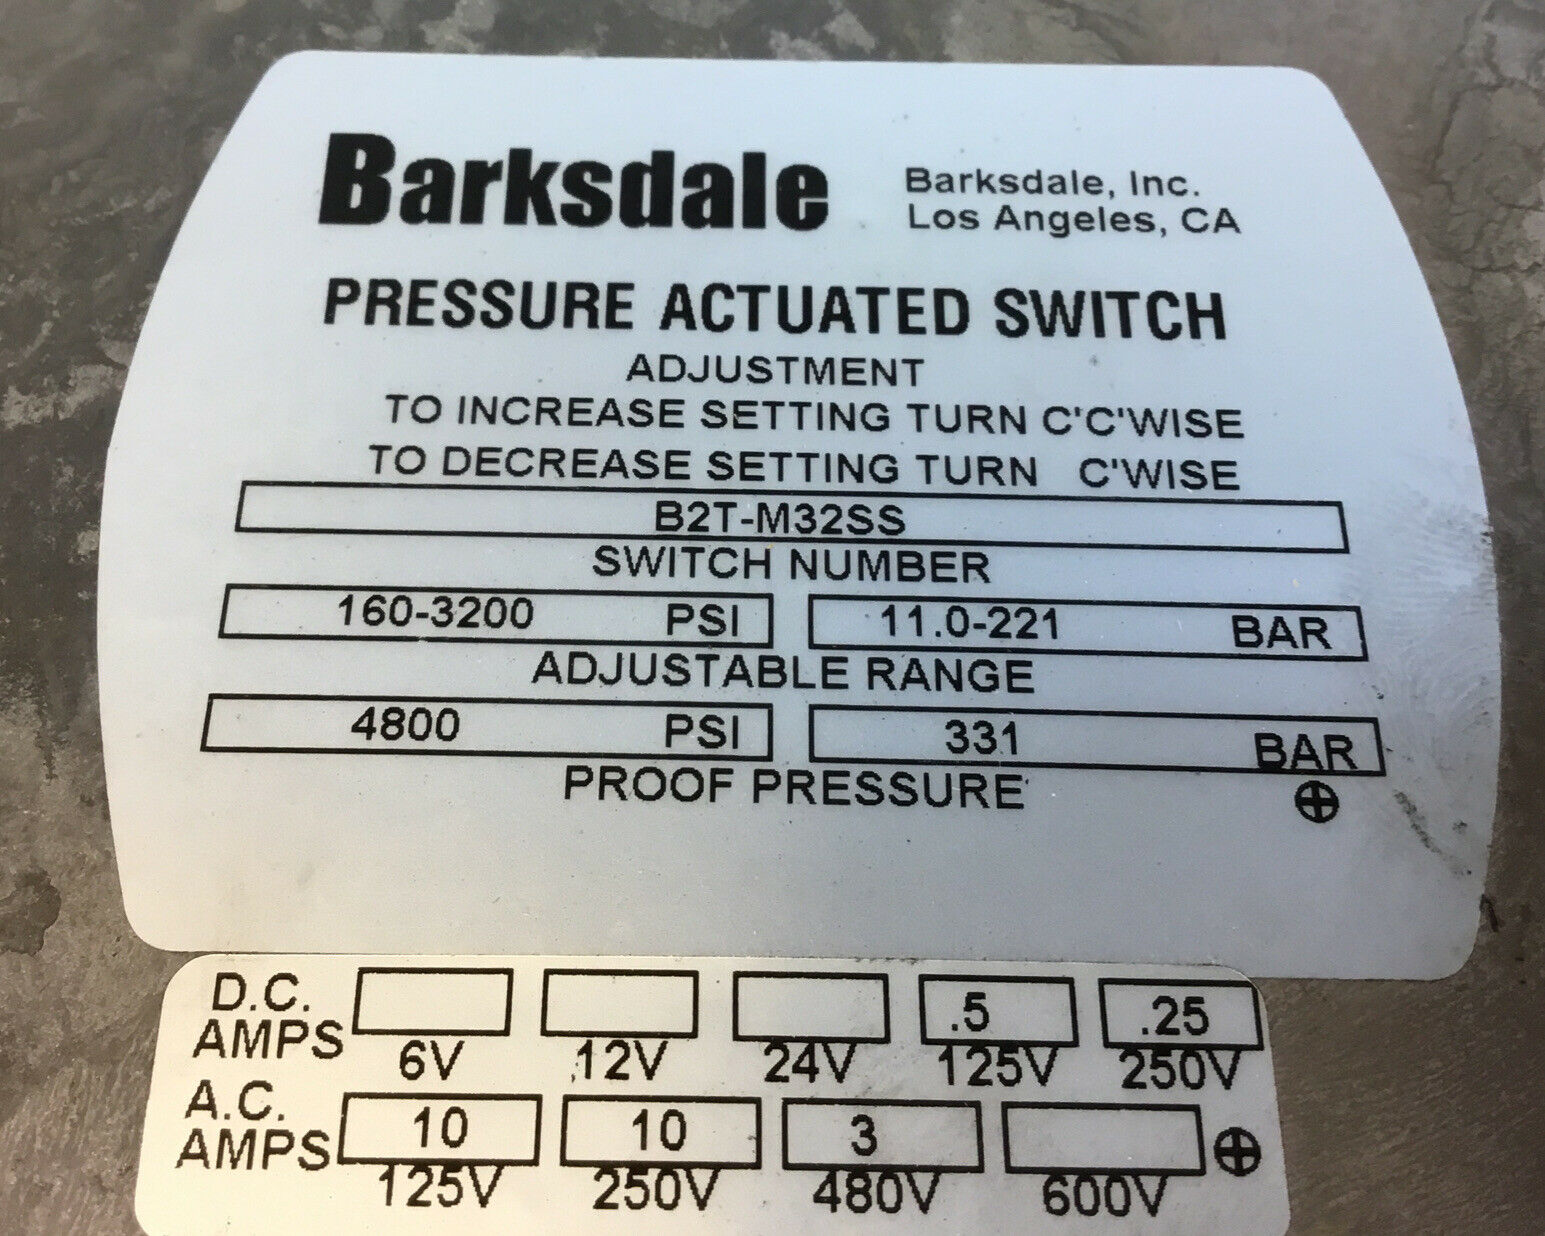 Barksdale
Barksdale, Inc.
Los Angeles, CA
PRESSURE ACTUATED SWITCH
ADJUSTMENT
TO INCREASE SETTING TURN C'C'WISE
TO DECREASE SETTING TURN C'WISE
B2T-M32SS
SWITCH NUMBER
160-3200 PSI 11.0-221 BAR
ADJUSTABLE RANGE
4800 PSI 331 BAR
PROOF PRESSURE
D.C. AMPS .5 .25
6V 12V 24V 125V 250V
A.C. AMPS 10 10 3
125V 250V 480V 600V